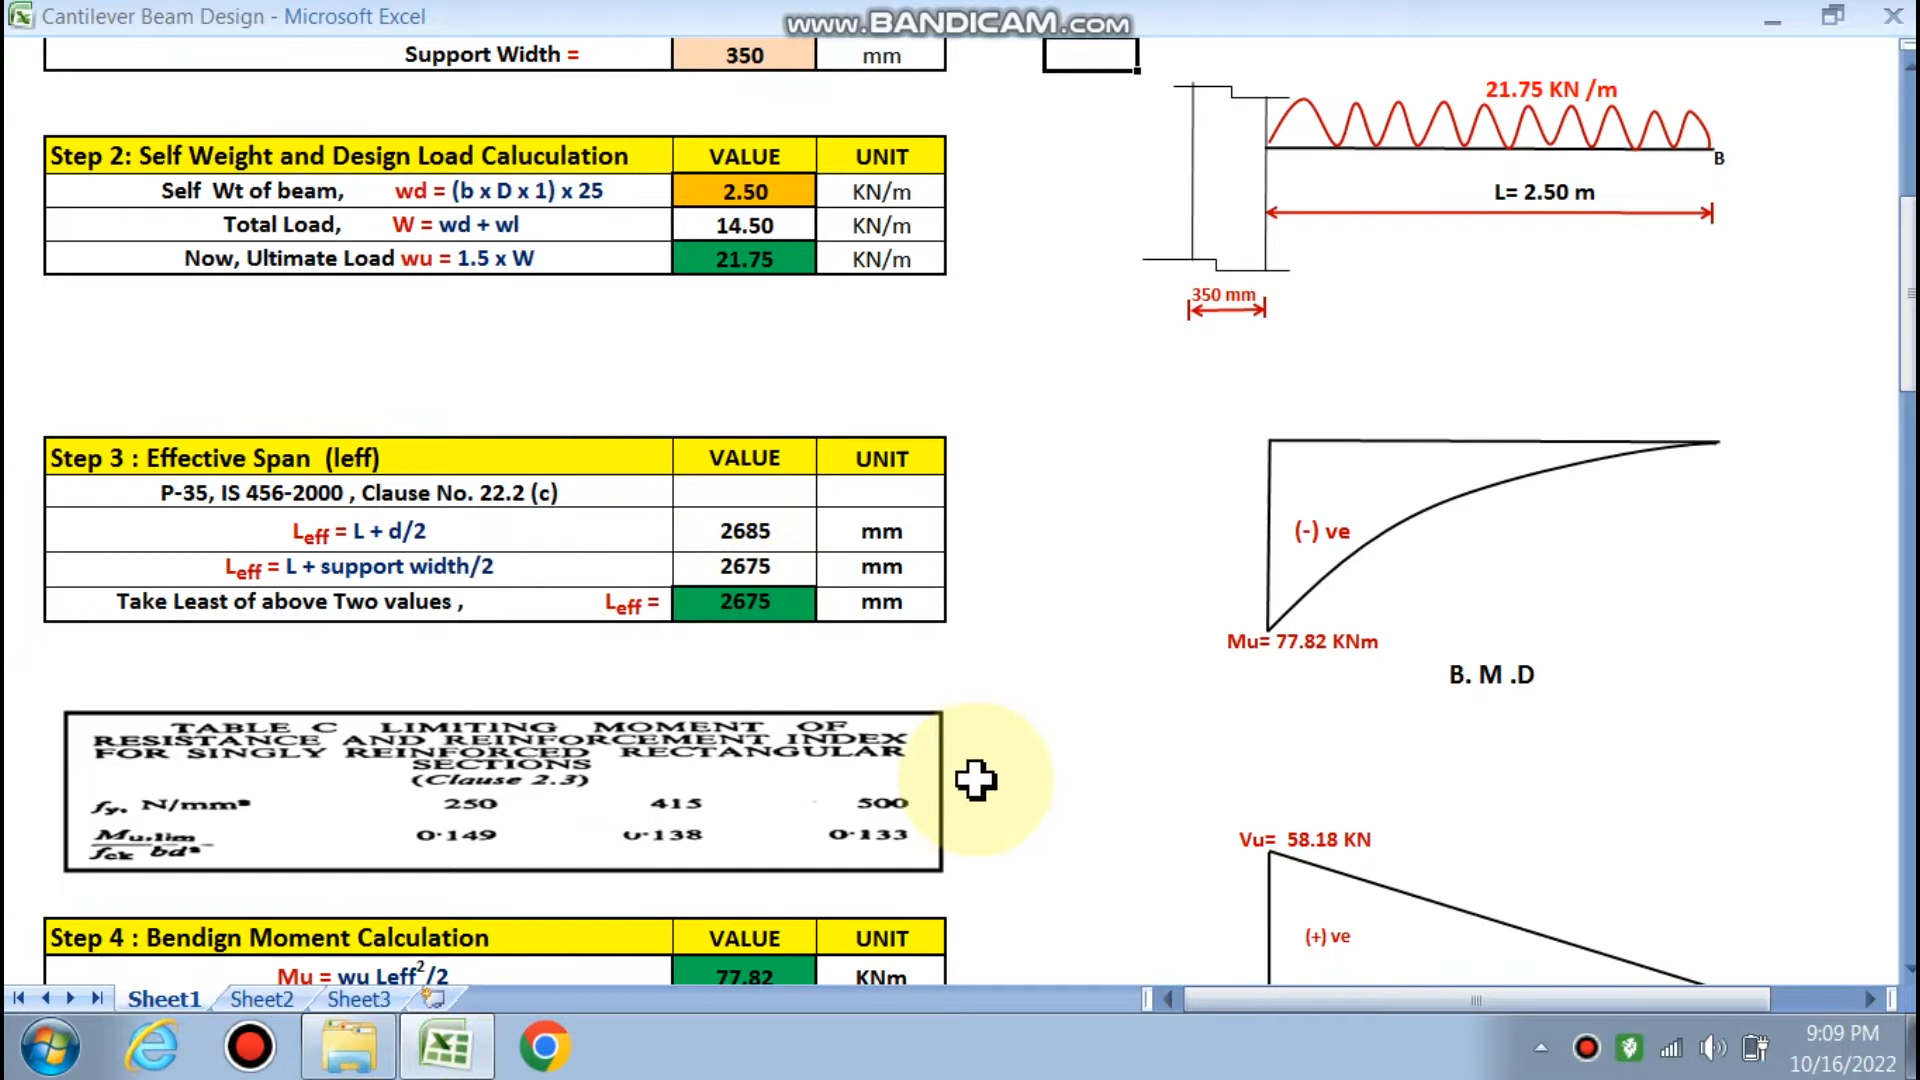 Cantilever Beam Design - Microsoft Excel
www.BANDICAM.com
Support Width = 350 mm
Step 2: Self Weight and Design Load Caluculation VALUE UNIT
Self Wt of beam, wd = (b x D x 1) x 25 2.50 KN/m
Total Load, W = wd + wl 14.50 KN/m
Now, Ultimate Load wu = 1.5 x W 21.75 KN/m
21.75 KN /m
B
L= 2.50 m
350 mm
Step 3 : Effective Span (leff) VALUE UNIT
P-35, IS 456-2000 , Clause No. 22.2 (c)
Leff = L + d/2 2685 mm
Leff = L + support width/2 2675 mm
Take Least of above Two values , Leff = 2675 mm
(-) ve
Mu= 77.82 KNm
B. M .D
TABLE C LIMITING MOMENT OF
RESISTANCE AND REINFORCEMENT INDEX
FOR SINGLY REINFORCED RECTANGULAR
SECTIONS
(Clause 2.3)
fy, N/mm² 250 415 500
Mu,lim
fck bd² 0·149 0·138 0·133
Vu= 58.18 KN
(+) ve
Step 4 : Bendign Moment Calculation VALUE UNIT
Mu = wu Leff²/2 77.82 KNm
Sheet1 Sheet2 Sheet3
9:09 PM
10/16/2022